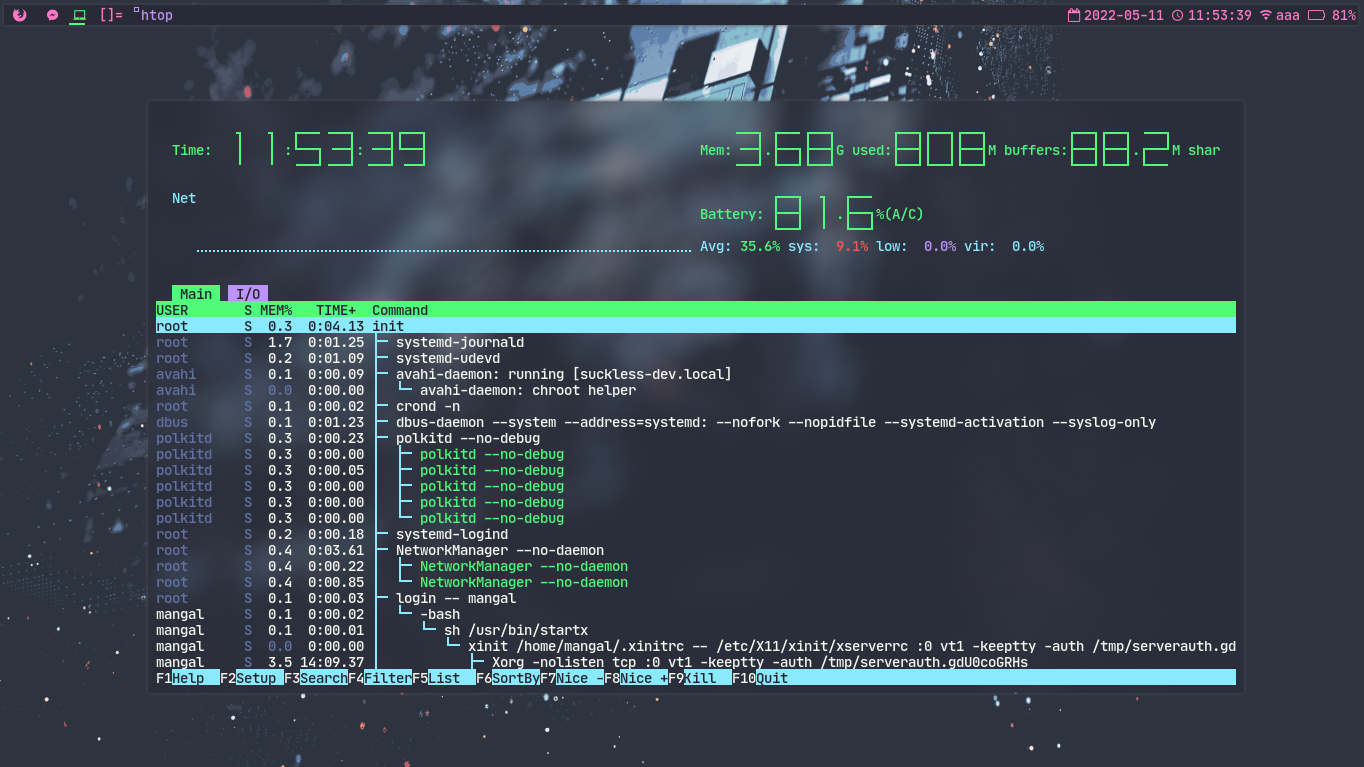 []= htop 2022-05-11 11:53:39 aaa 81%
Time: 11:53:39 Mem:3.68G used:808M buffers:88.2M shar
Net
Battery: 81.6%(A/C)
Avg: 35.6% sys: 9.1% low: 0.0% vir: 0.0%
Main I/O
USER S MEM% TIME+ Command
root S 0.3 0:04.13 init
root S 1.7 0:01.25 systemd-journald
root S 0.2 0:01.09 systemd-udevd
avahi S 0.1 0:00.09 avahi-daemon: running [suckless-dev.local]
avahi S 0.0 0:00.00 avahi-daemon: chroot helper
root S 0.1 0:00.02 crond -n
dbus S 0.1 0:01.23 dbus-daemon --system --address=systemd: --nofork --nopidfile --systemd-activation --syslog-only
polkitd S 0.3 0:00.23 polkitd --no-debug
polkitd S 0.3 0:00.00 polkitd --no-debug
polkitd S 0.3 0:00.05 polkitd --no-debug
polkitd S 0.3 0:00.00 polkitd --no-debug
polkitd S 0.3 0:00.00 polkitd --no-debug
polkitd S 0.3 0:00.00 polkitd --no-debug
root S 0.2 0:00.18 systemd-logind
root S 0.4 0:03.61 NetworkManager --no-daemon
root S 0.4 0:00.22 NetworkManager --no-daemon
root S 0.4 0:00.85 NetworkManager --no-daemon
root S 0.1 0:00.03 login -- mangal
mangal S 0.1 0:00.02 -bash
mangal S 0.1 0:00.01 sh /usr/bin/startx
mangal S 0.0 0:00.00 xinit /home/mangal/.xinitrc -- /etc/X11/xinit/xserverrc :0 vt1 -keeptty -auth /tmp/serverauth.gd
mangal S 3.5 14:09.37 Xorg -nolisten tcp :0 vt1 -keeptty -auth /tmp/serverauth.gdU0coGRHs
F1Help F2Setup F3SearchF4FilterF5List F6SortByF7Nice -F8Nice +F9Kill F10Quit